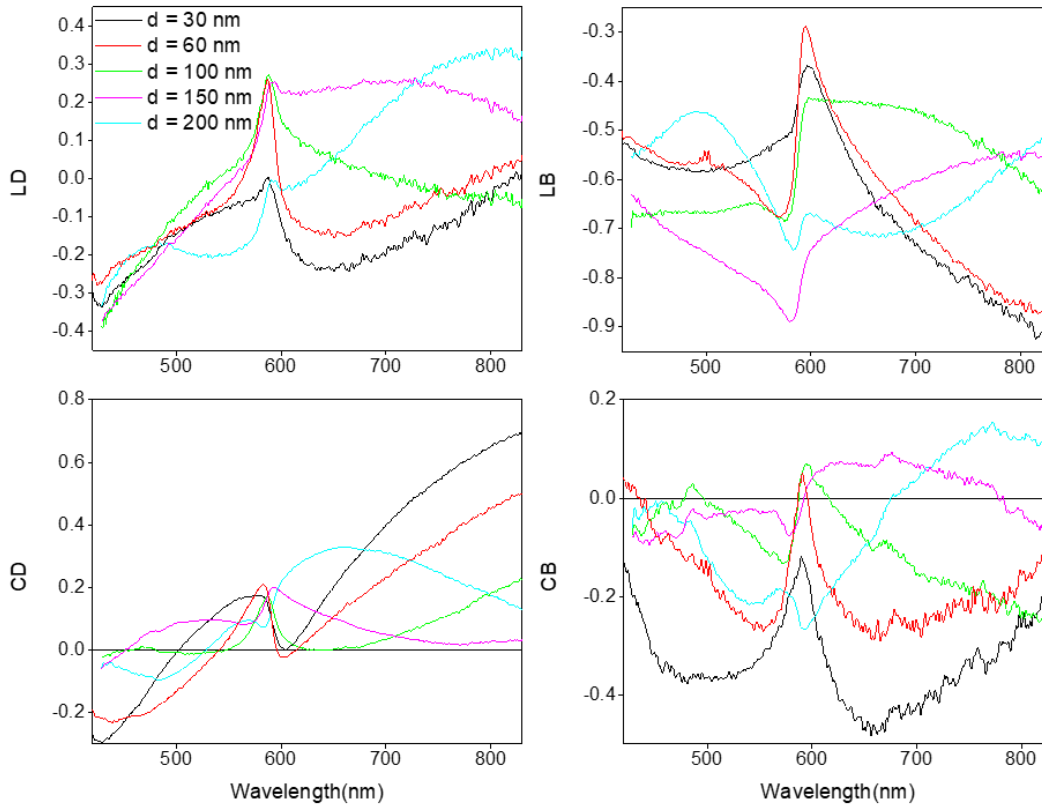 0.4
0.3
0.2
0.1
0.0
-0.1
-0.2
-0.3
-0.4
LD
d = 30 nm
d = 60 nm
d = 100 nm
d = 150 nm
d = 200 nm
500 600 700 800
-0.3
-0.4
-0.5
-0.6
-0.7
-0.8
-0.9
LB
500 600 700 800
0.8
0.6
0.4
0.2
0.0
-0.2
CD
500 600 700 800
Wavelength(nm)
0.2
0.0
-0.2
-0.4
CB
500 600 700 800
Wavelength(nm)